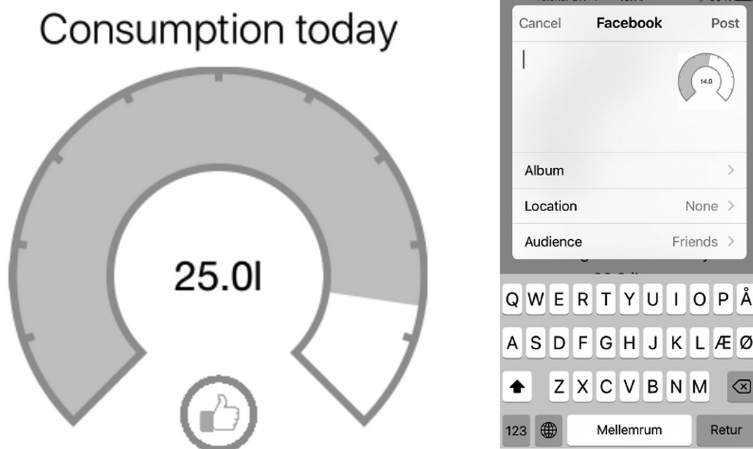 Consumption today
25.0l
Cancel Facebook Post
14.0
Album
Location None
Audience Friends
Q W E R T Y U I O P Å
A S D F G H J K L Æ Ø
Z X C V B N M
123 Mellemrum Retur